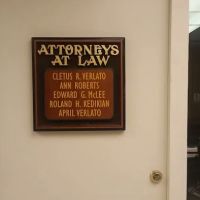 ATTORNEYS
AT LAW
CLETUS R. VERLATO
ANN ROBERTS
EDWARD G. McLEE
ROLAND H. KEDIKIAN
APRIL VERLATO